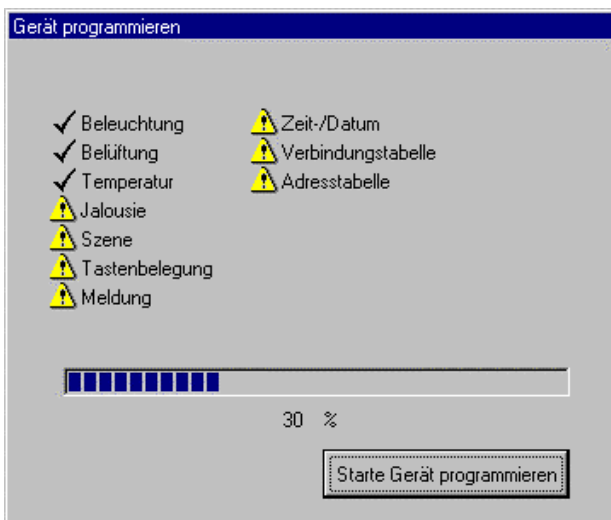 Gerät programmieren
Beleuchtung
Belüftung
Temperatur
Jalousie
Szene
Tastenbelegung
Meldung
Zeit-/Datum
Verbindungstabelle
Adresstabelle
30 %
Starte Gerät programmieren